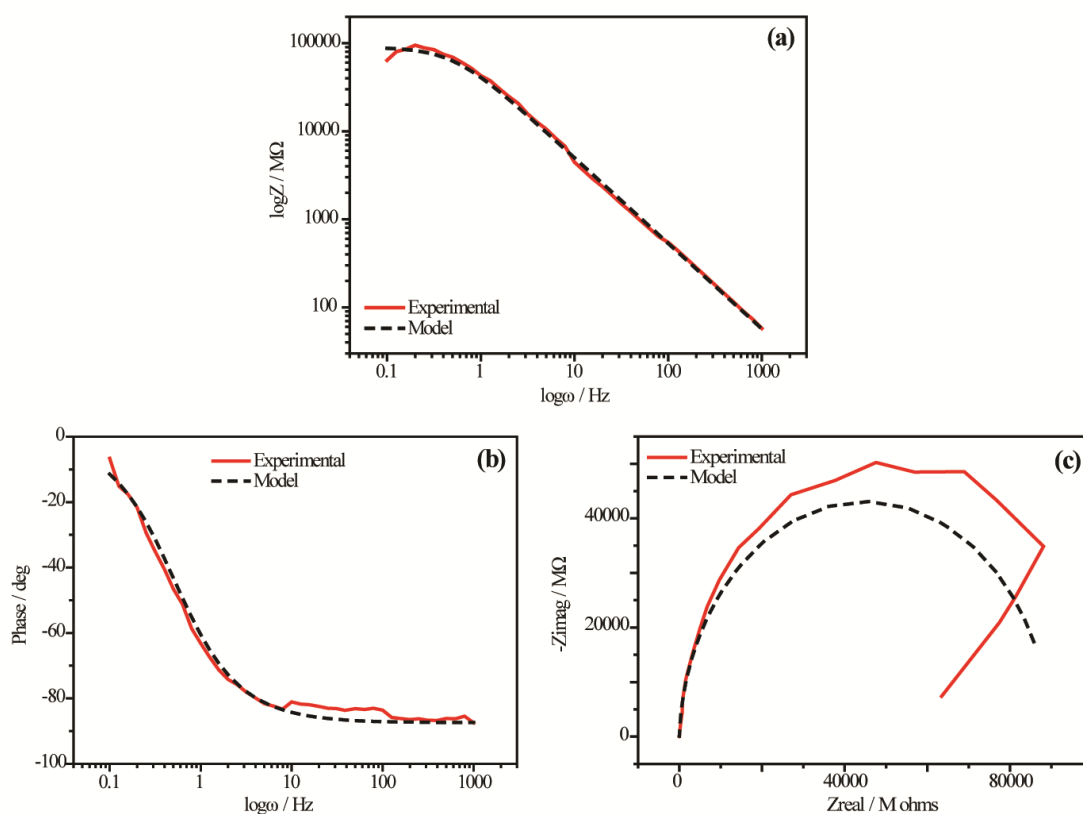 (a)
100000
10000
1000
100
logZ / MΩ
Experimental
Model
0.1 1 10 100 1000
logω / Hz
(b)
0
-20
-40
-60
-80
-100
Phase / deg
Experimental
Model
0.1 1 10 100 1000
logω / Hz
(c)
40000
20000
0
-Zimag / MΩ
Experimental
Model
0 40000 80000
Zreal / M ohms